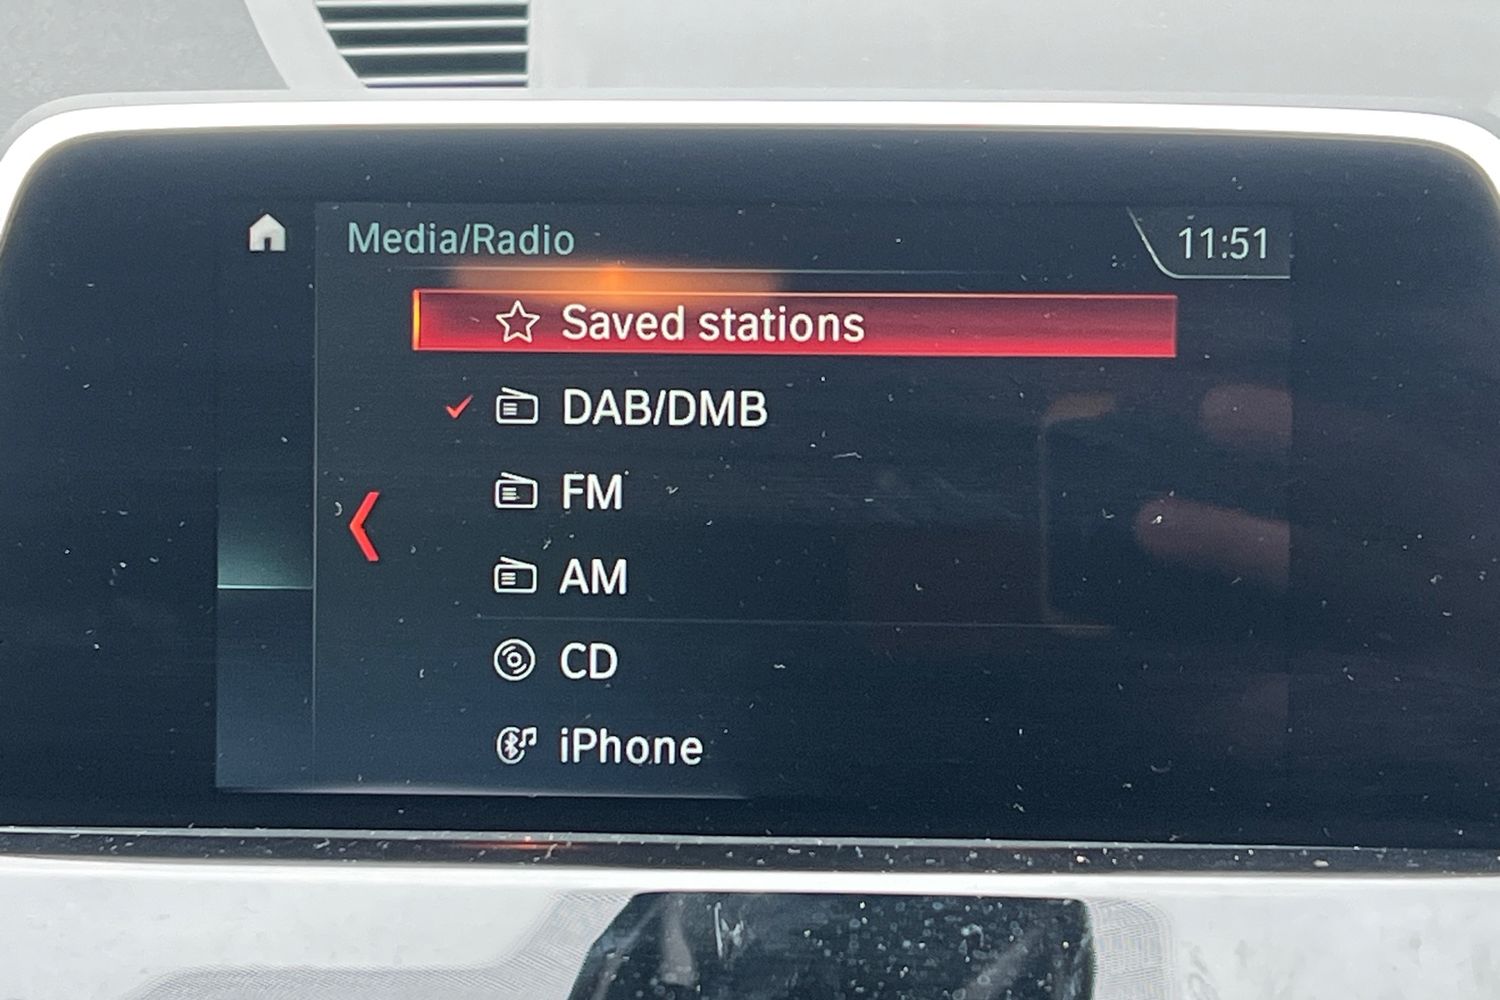 Media/Radio
11:51
Saved stations
DAB/DMB
FM
AM
CD
iPhone